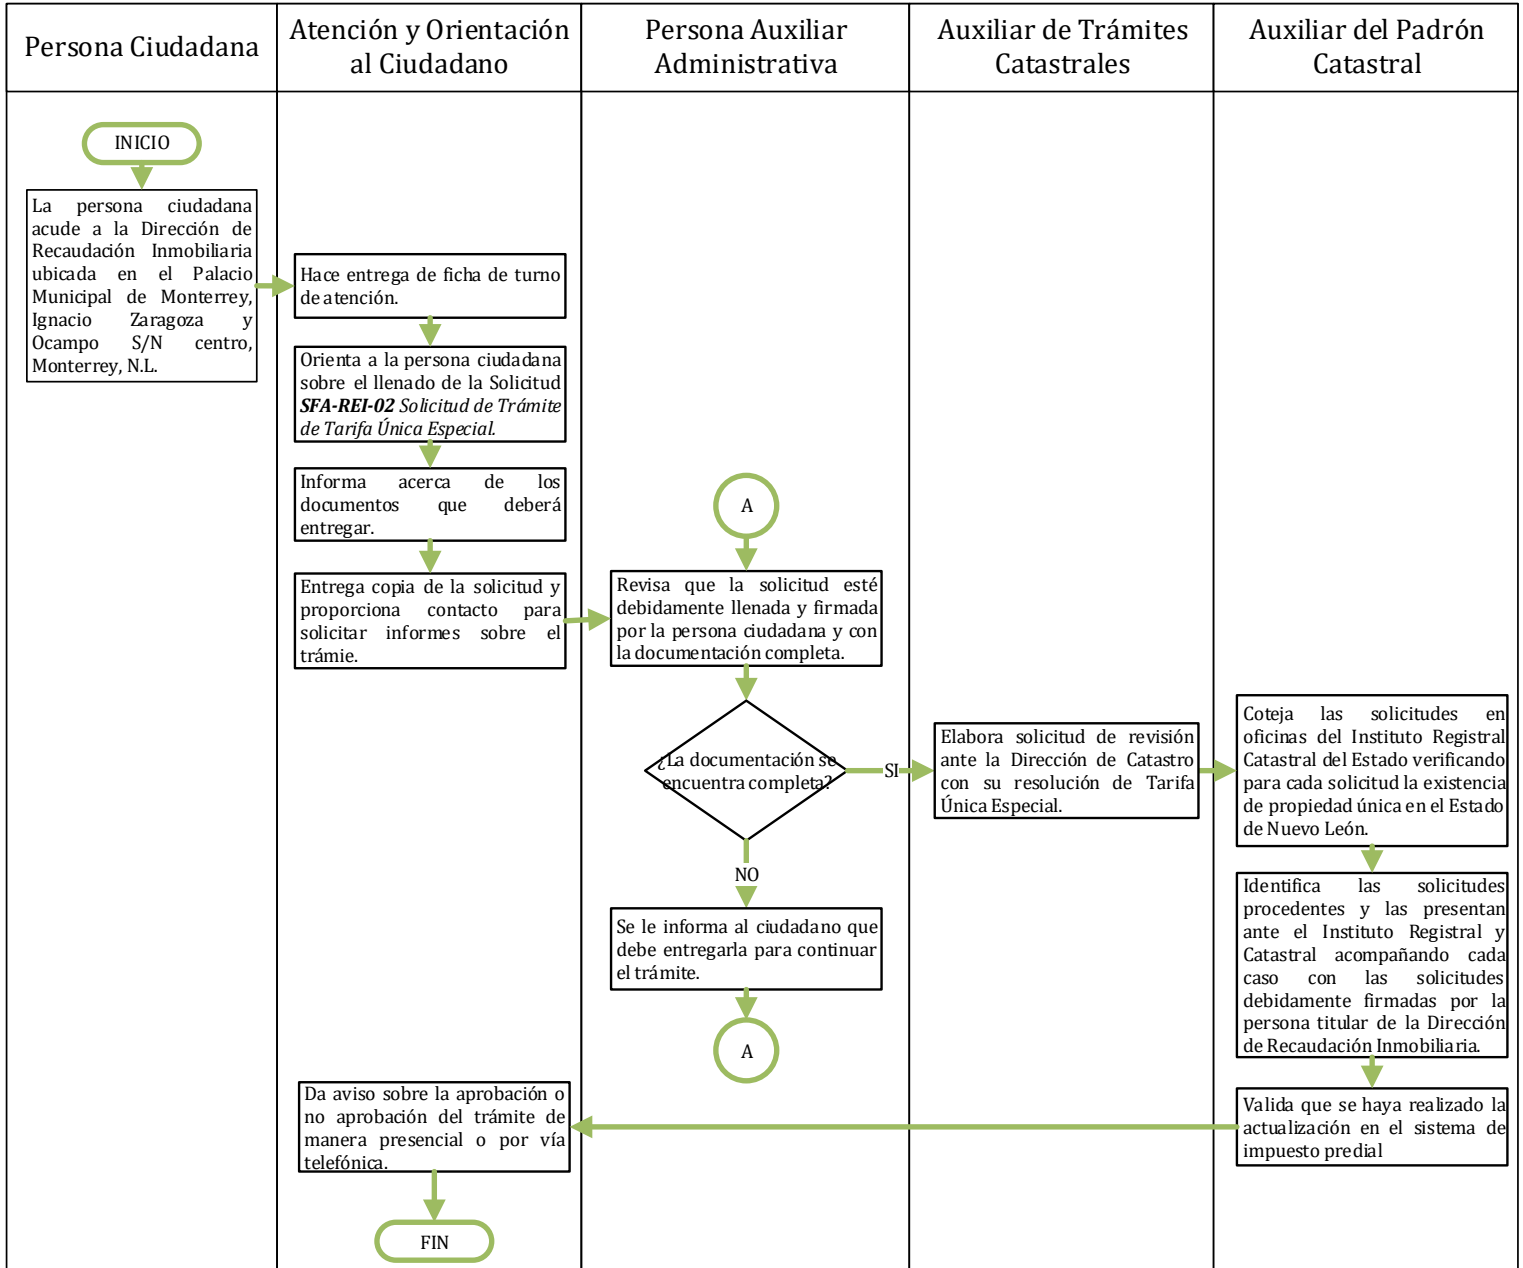 Persona Ciudadana
Atención y Orientación
al Ciudadano
Persona Auxiliar
Administrativa
Auxiliar de Trámites
Catastrales
Auxiliar del Padrón
Catastral
INICIO
La persona ciudadana
acude a la Dirección de
Recaudación Inmobiliaria
ubicada en el Palacio
Municipal de Monterrey,
Ignacio Zaragoza y
Ocampo S/N centro,
Monterrey, N.L.
Hace entrega de ficha de turno
de atención.
Orienta a la persona ciudadana
sobre el llenado de la Solicitud
SFA-REI-02 Solicitud de Trámite
de Tarifa Única Especial.
Informa acerca de los
documentos que deberá
entregar.
Entrega copia de la solicitud y
proporciona contacto para
solicitar informes sobre el
trámie.
A
Revisa que la solicitud esté
debidamente llenada y firmada
por la persona ciudadana y con
la documentación completa.
¿La documentación se
encuentra completa?
SI
NO
Se le informa al ciudadano que
debe entregarla para continuar
el trámite.
A
Elabora solicitud de revisión
ante la Dirección de Catastro
con su resolución de Tarifa
Única Especial.
Coteja las solicitudes en
oficinas del Instituto Registral
Catastral del Estado verificando
para cada solicitud la existencia
de propiedad única en el Estado
de Nuevo León.
Identifica las solicitudes
procedentes y las presentan
ante el Instituto Registral y
Catastral acompañando cada
caso con las solicitudes
debidamente firmadas por la
persona titular de la Dirección
de Recaudación Inmobiliaria.
Valida que se haya realizado la
actualización en el sistema de
impuesto predial
Da aviso sobre la aprobación o
no aprobación del trámite de
manera presencial o por vía
telefónica.
FIN